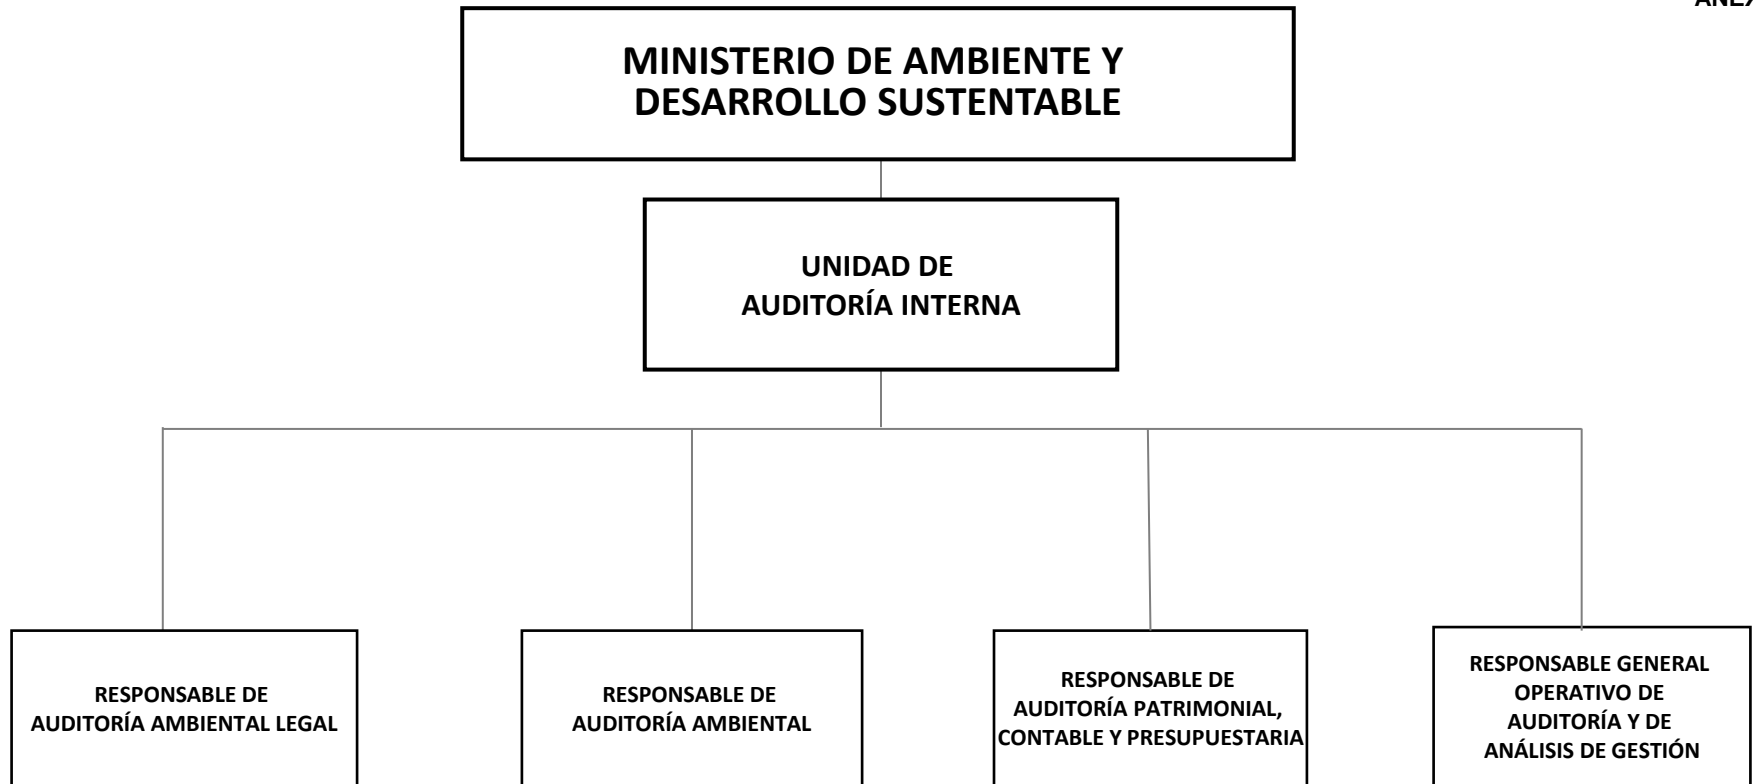 MINISTERIO DE AMBIENTE Y
DESARROLLO SUSTENTABLE
UNIDAD DE
AUDITORÍA INTERNA
RESPONSABLE DE
AUDITORÍA AMBIENTAL LEGAL
RESPONSABLE DE
AUDITORÍA AMBIENTAL
RESPONSABLE DE
AUDITORÍA PATRIMONIAL,
CONTABLE Y PRESUPUESTARIA
RESPONSABLE GENERAL
OPERATIVO DE
AUDITORÍA Y DE
ANÁLISIS DE GESTIÓN